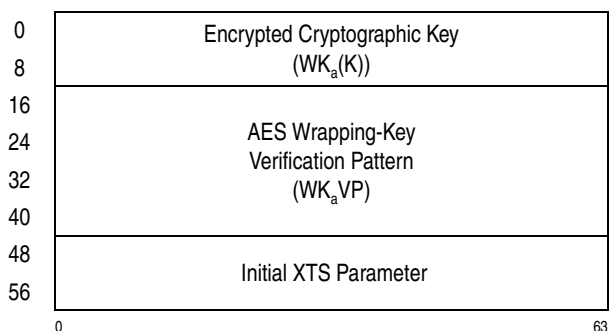 0
Encrypted Cryptographic Key
8
(WKₐ(K))
16
24
AES Wrapping-Key
Verification Pattern
32
(WKₐVP)
40
48
Initial XTS Parameter
56
0
63